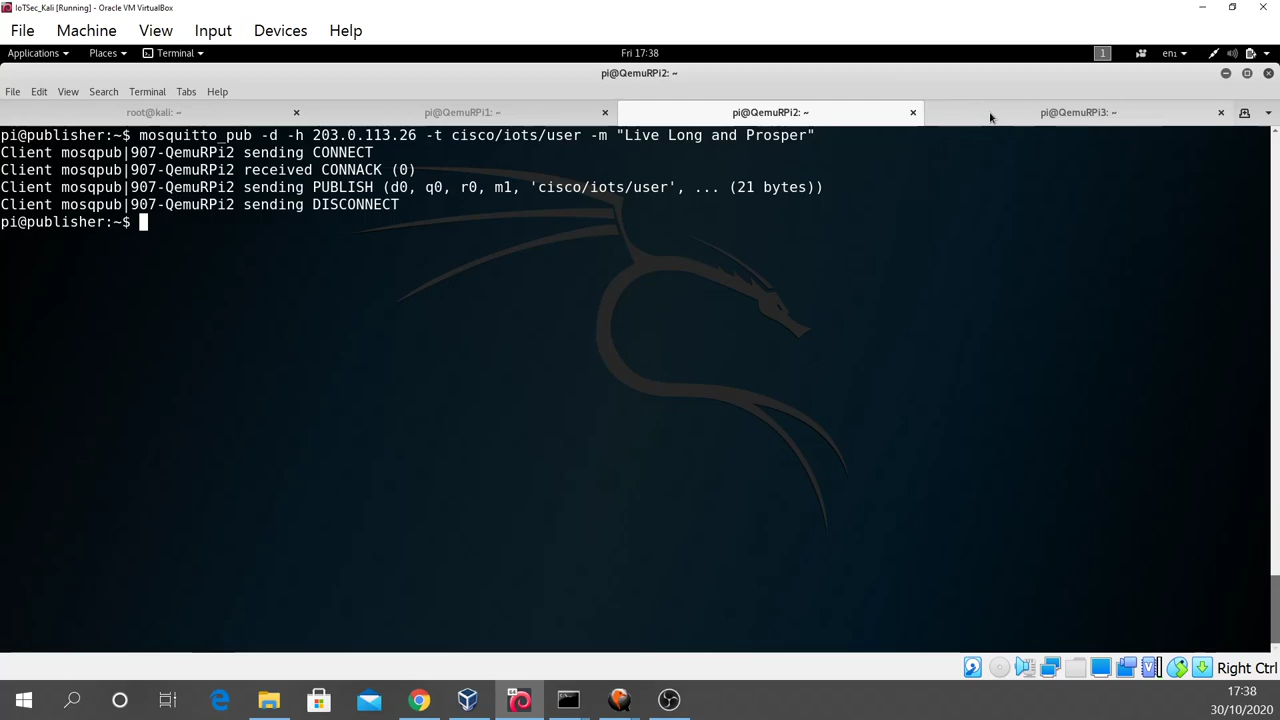 IoTSec_Kali [Running] - Oracle VM VirtualBox
File Machine View Input Devices Help
Applications Places Terminal Fri 17:38 1 en1
pi@QemuRPi2: ~
File Edit View Search Terminal Tabs Help
root@kali: ~ pi@QemuRPi1: ~ pi@QemuRPi2: ~ pi@QemuRPi3: ~
pi@publisher:~$ mosquitto_pub -d -h 203.0.113.26 -t cisco/iots/user -m "Live Long and Prosper"
Client mosqpub|907-QemuRPi2 sending CONNECT
Client mosqpub|907-QemuRPi2 received CONNACK (0)
Client mosqpub|907-QemuRPi2 sending PUBLISH (d0, q0, r0, m1, 'cisco/iots/user', ... (21 bytes))
Client mosqpub|907-QemuRPi2 sending DISCONNECT
pi@publisher:~$
Right Ctrl
17:38
30/10/2020